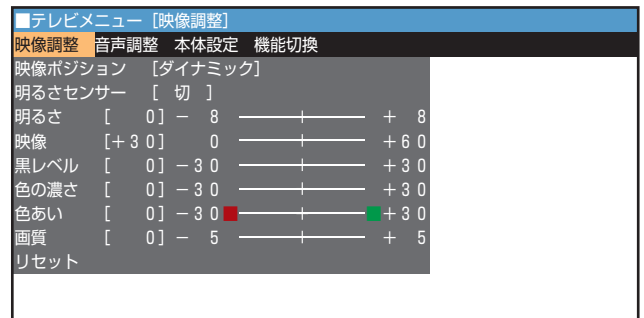 ■テレビメニュー [映像調整]
映像調整 音声調整 本体設定 機能切換
映像ポジション [ダイナミック]
明るさセンサー [ 切 ]
明るさ [ 0] － 8 ＋ 8
映像 [＋３０] 0 ＋６０
黒レベル [ 0] －３０ ＋３０
色の濃さ [ 0] －３０ ＋３０
色あい [ 0] －３０ ＋３０
画質 [ 0] － 5 ＋ 5
リセット